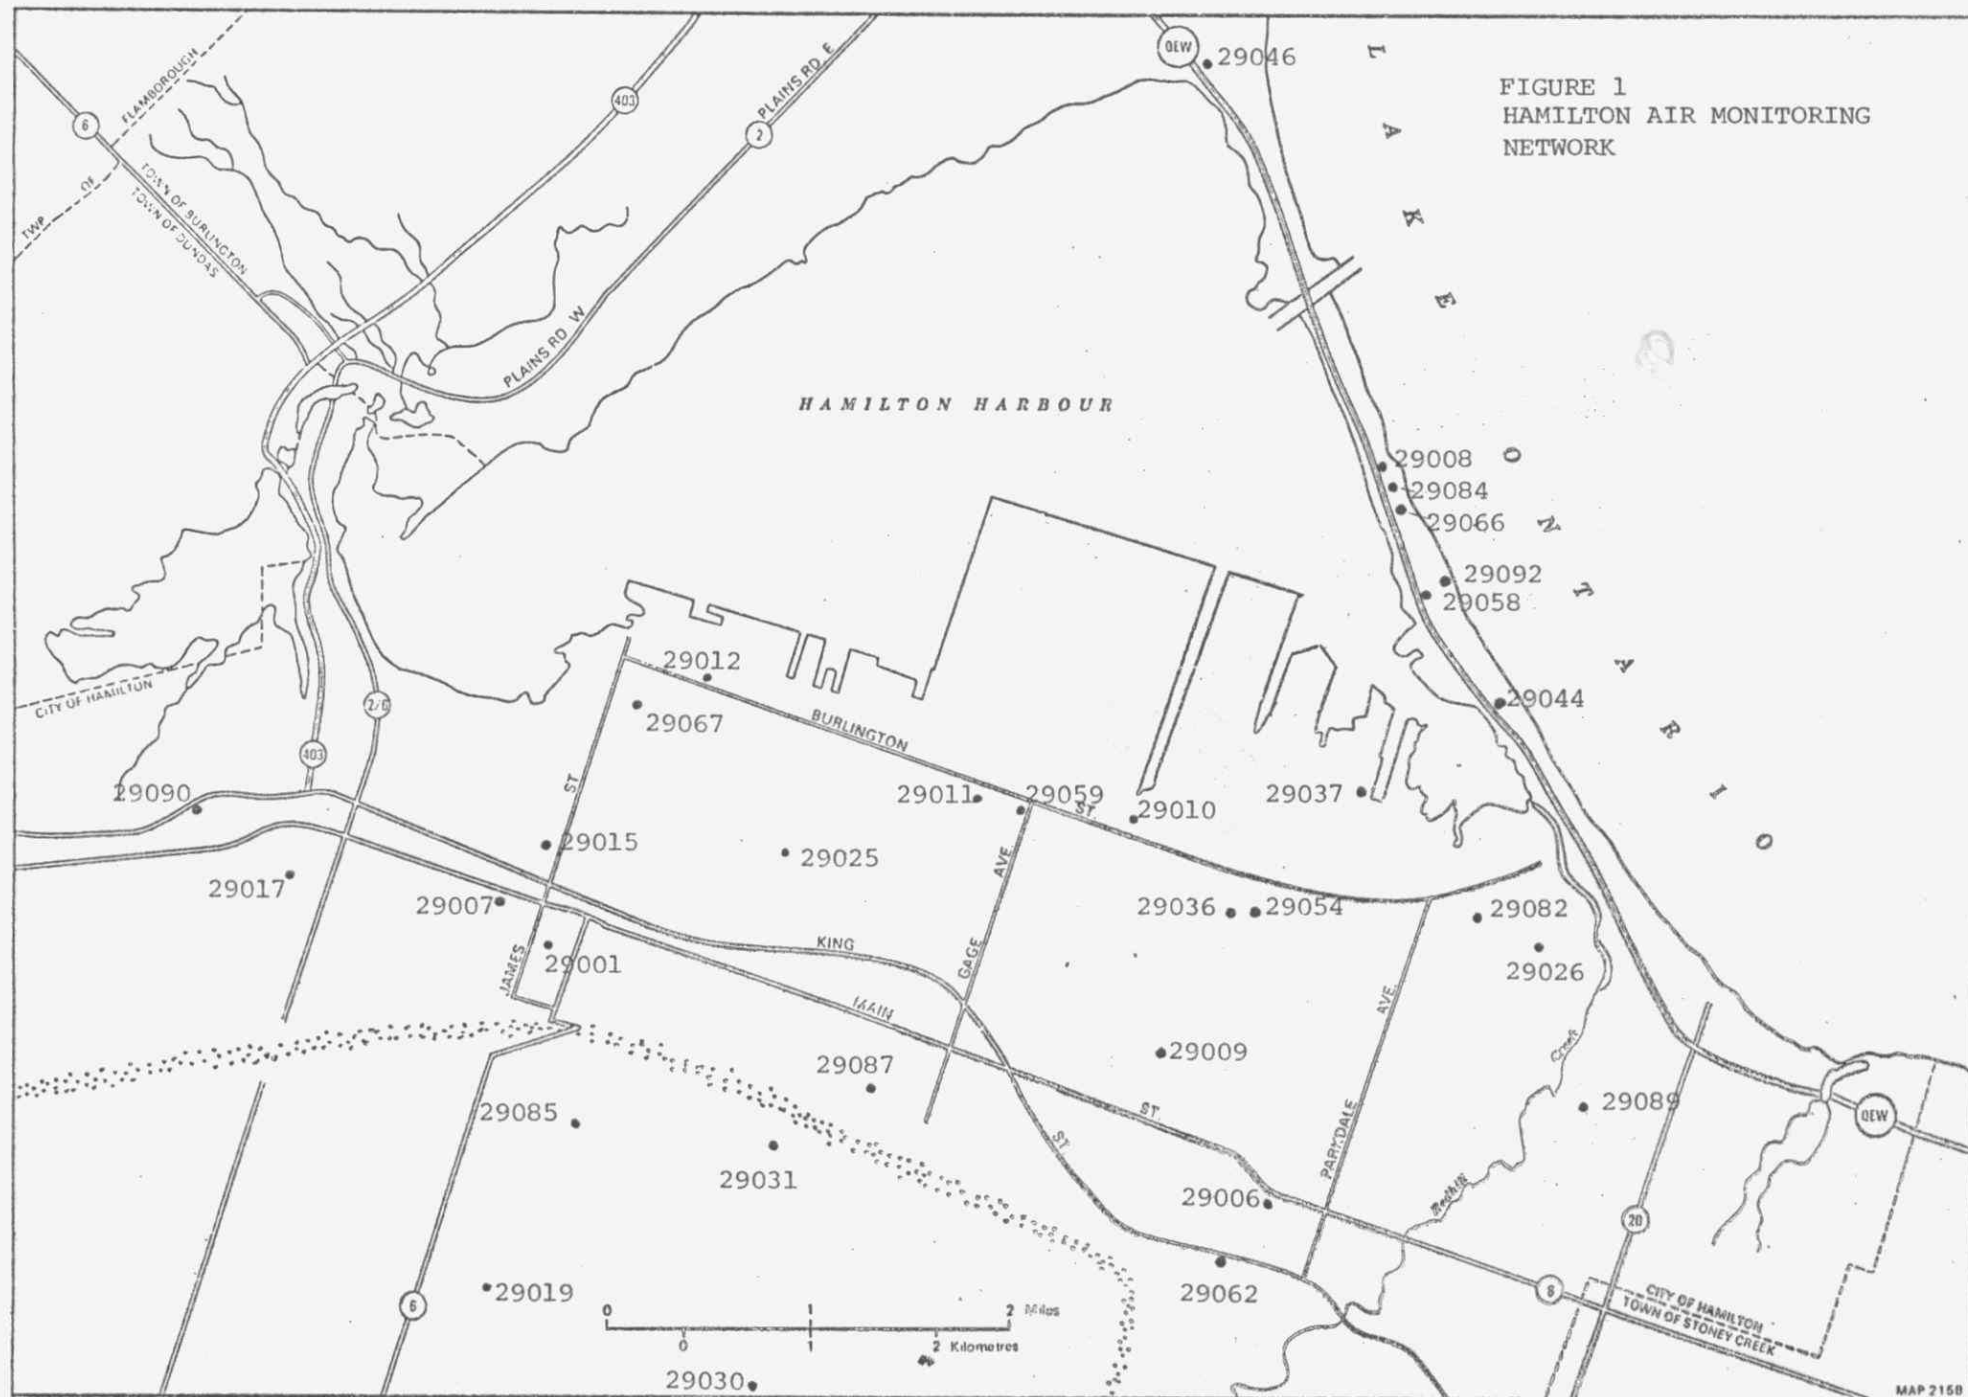 FIGURE 1
HAMILTON AIR MONITORING
NETWORK
QEW
29046
FLAMBOROUGH
OF
TWP
6
403
2
PLAINS RD E
TOWN OF BURLINGTON
TOWN OF DUNDAS
PLAINS RD W
HAMILTON HARBOUR
LAKE ONTARIO
29008
29084
29066
29092
29058
29044
CITY OF HAMILTON
403
29012
29067
BURLINGTON
ST.
29090
29011
29059
29010
29037
ST
29015
29025
AVE.
29017
29007
29036
29054
29082
JAMES
29001
KING
GAGE
29026
MAIN
AVE.
29009
Creek
29087
29085
ST.
29089
QEW
29031
ST.
PARKDALE
29006
Redhill
20
29062
29019
6
8
CITY OF HAMILTON
TOWN OF STONEY CREEK
0 1 2 Miles
0 1 2 Kilometres
29030
MAP 215B